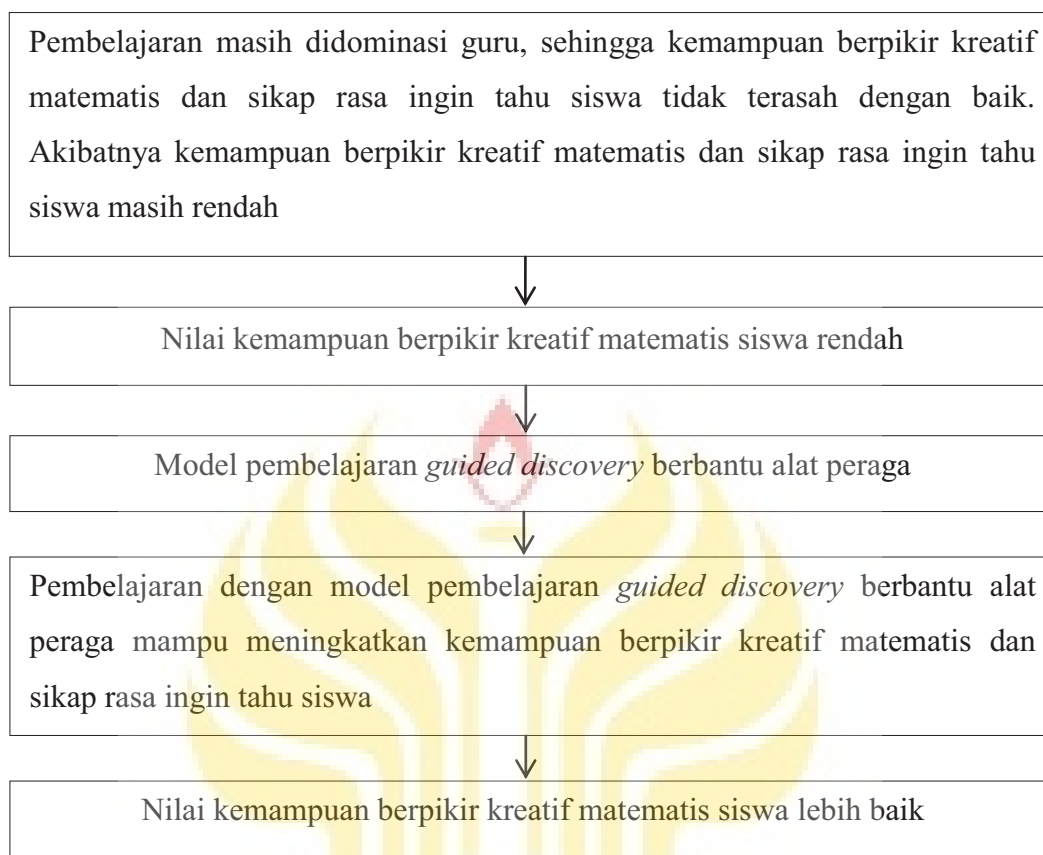 Pembelajaran masih didominasi guru, sehingga kemampuan berpikir kreatif
matematis dan sikap rasa ingin tahu siswa tidak terasah dengan baik.
Akibatnya kemampuan berpikir kreatif matematis dan sikap rasa ingin tahu
siswa masih rendah
Nilai kemampuan berpikir kreatif matematis siswa rendah
Model pembelajaran guided discovery berbantu alat peraga
Pembelajaran dengan model pembelajaran guided discovery berbantu alat
peraga mampu meningkatkan kemampuan berpikir kreatif matematis dan
sikap rasa ingin tahu siswa
Nilai kemampuan berpikir kreatif matematis siswa lebih baik